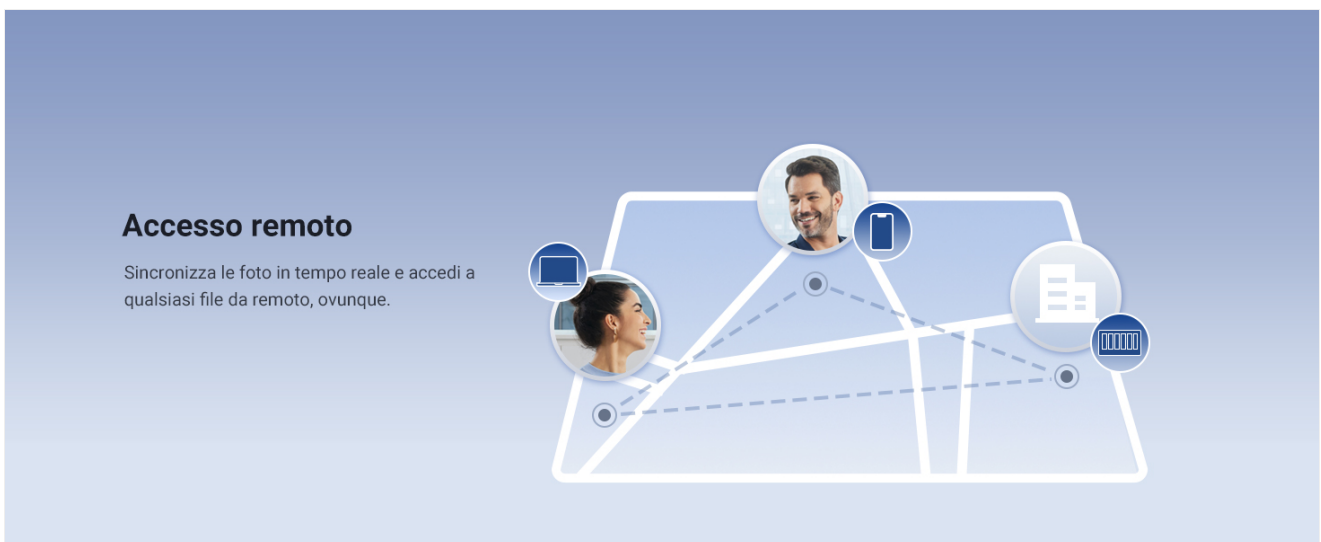 Accesso remoto
Sincronizza le foto in tempo reale e accedi a
qualsiasi file da remoto, ovunque.